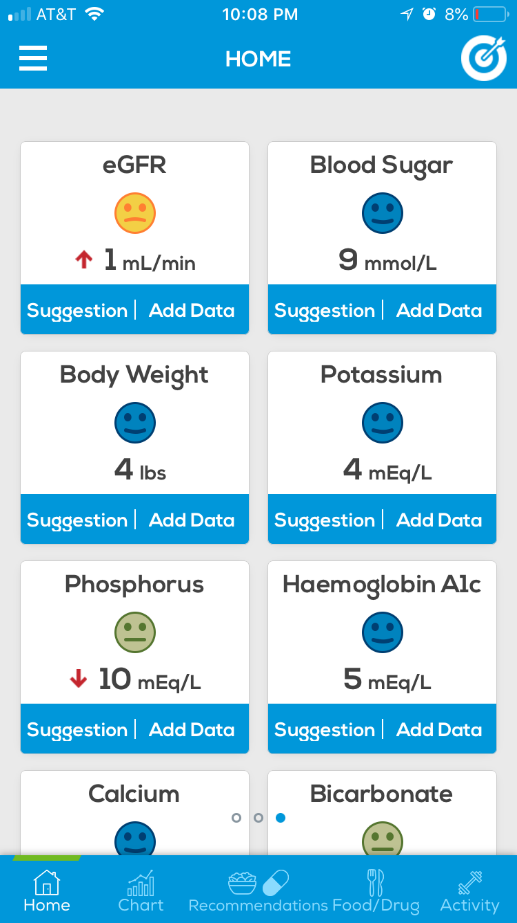 AT&T 10:08 PM 8%
HOME
eGFR Blood Sugar
1 mL/min 9 mmol/L
Suggestion | Add Data Suggestion | Add Data
Body Weight Potassium
4 lbs 4 mEq/L
Suggestion | Add Data Suggestion | Add Data
Phosphorus Haemoglobin A1c
10 mEq/L 5 mEq/L
Suggestion | Add Data Suggestion | Add Data
Calcium Bicarbonate
Home Chart Recommendations Food/Drug Activity